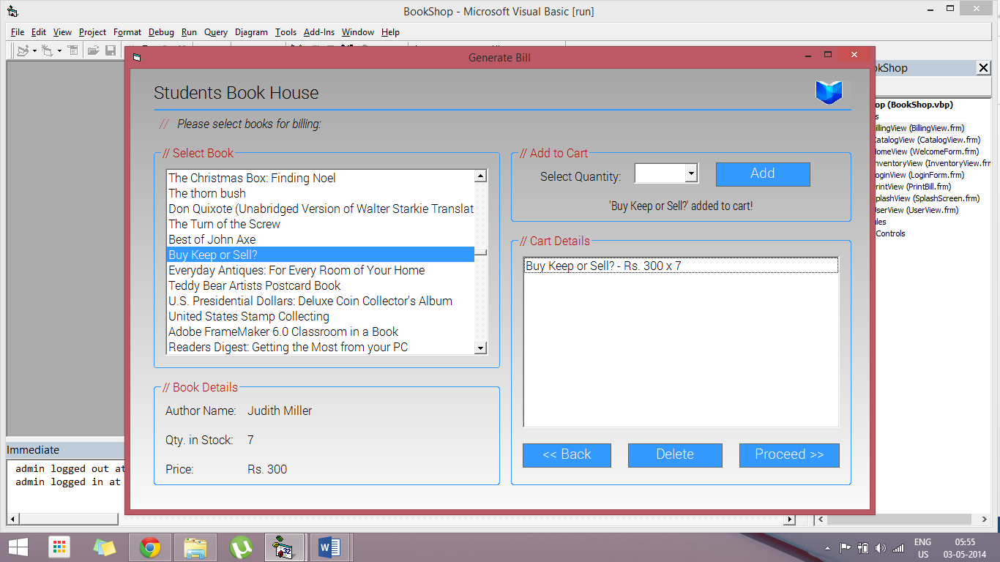 BookShop - Microsoft Visual Basic [run]
File Edit View Project Format Debug Run Query Diagram Tools Add-Ins Window Help
Generate Bill
Students Book House
// Please select books for billing:
// Select Book
The Christmas Box: Finding Noel
The thorn bush
Don Quixote (Unabridged Version of Walter Starkie Translat
The Turn of the Screw
Best of John Axe
Buy Keep or Sell?
Everyday Antiques: For Every Room of Your Home
Teddy Bear Artists Postcard Book
U.S. Presidential Dollars: Deluxe Coin Collector's Album
United States Stamp Collecting
Adobe FrameMaker 6.0 Classroom in a Book
Readers Digest: Getting the Most from your PC
// Book Details
Author Name: Judith Miller
Qty. in Stock: 7
Price: Rs. 300
// Add to Cart
Select Quantity: Add
'Buy Keep or Sell?' added to cart!
// Cart Details
Buy Keep or Sell? - Rs. 300 x 7
<< Back Delete Proceed >>
kShop
op (BookShop.vbp)
s
illingView (BillingView.frm)
CatalogView (CatalogView.frm)
HomeView (WelcomeForm.frm)
nventoryView (InventoryView.frm
LoginView (LoginForm.frm)
rintView (PrintBill.frm)
plashView (SplashScreen.frm)
UserView (UserView.frm)
ules
Controls
Immediate
admin logged out at
admin logged in at
32
ENG
US
05:55
03-05-2014